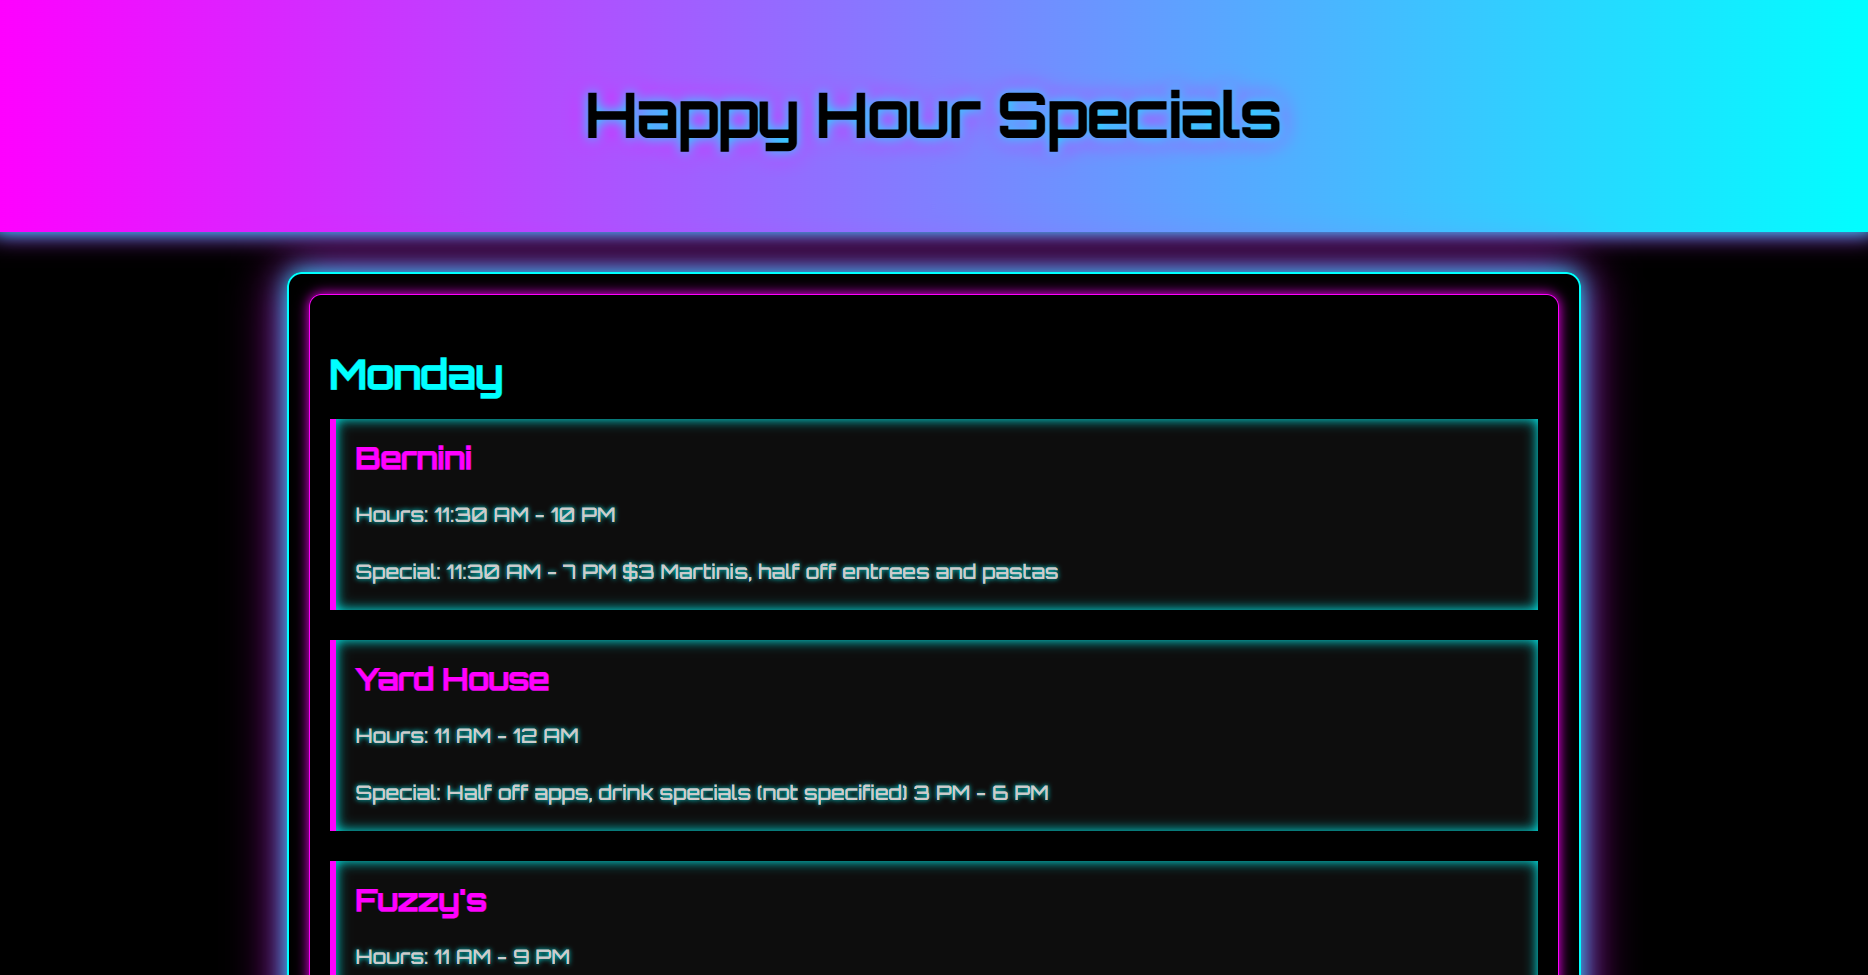 Happy Hour Specials
Monday
Bernini
Hours: 11:30 AM - 10 PM
Special: 11:30 AM - 7 PM $3 Martinis, half off entrees and pastas
Yard House
Hours: 11 AM - 12 AM
Special: Half off apps, drink specials (not specified) 3 PM - 6 PM
Fuzzy's
Hours: 11 AM - 9 PM